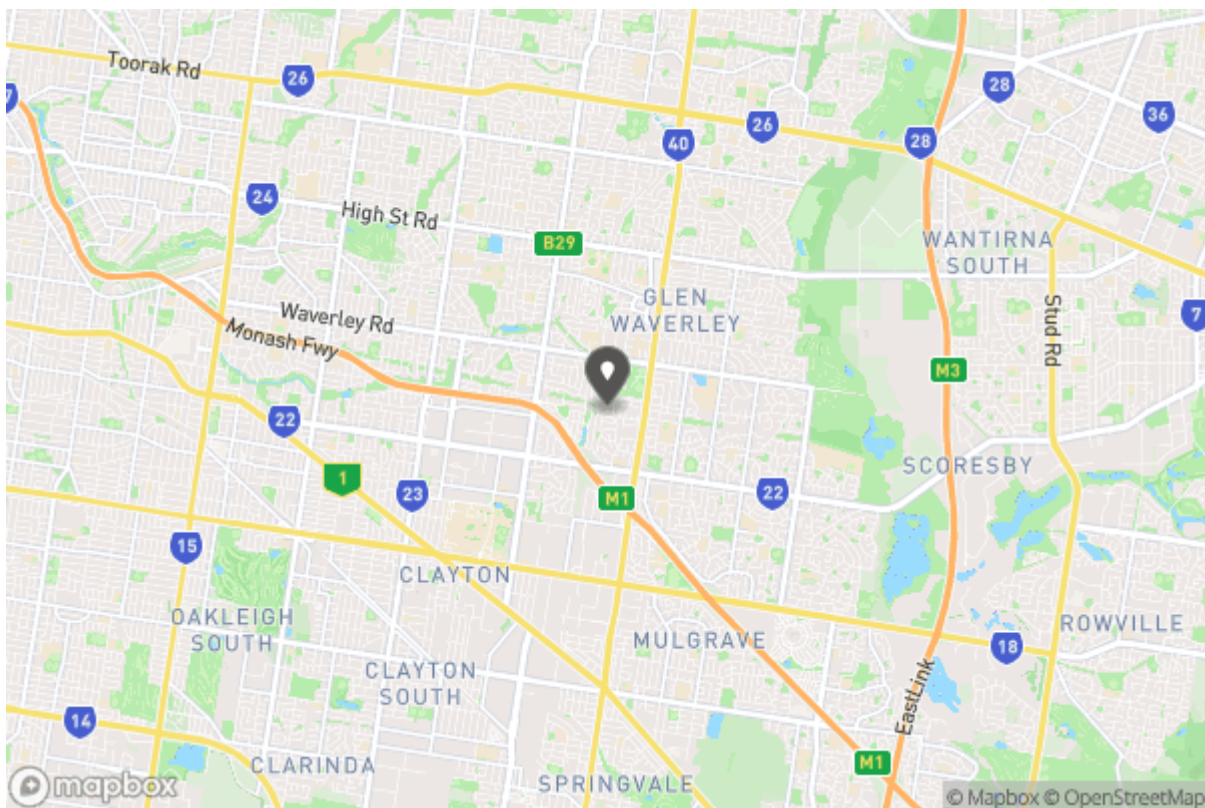 Toorak Rd
26
28
36
26
40
28
24
High St Rd
B29
WANTIRNA
SOUTH
GLEN
WAVERLEY
Waverley Rd
Monash Fwy
Stud Rd
7
M3
22
SCORESBY
1
23
M1
22
15
CLAYTON
OAKLEIGH
SOUTH
MULGRAVE
ROWVILLE
18
CLAYTON
SOUTH
EastLink
14
CLARINDA
M1
SPRINGVALE
mapbox
© Mapbox © OpenStreetMap